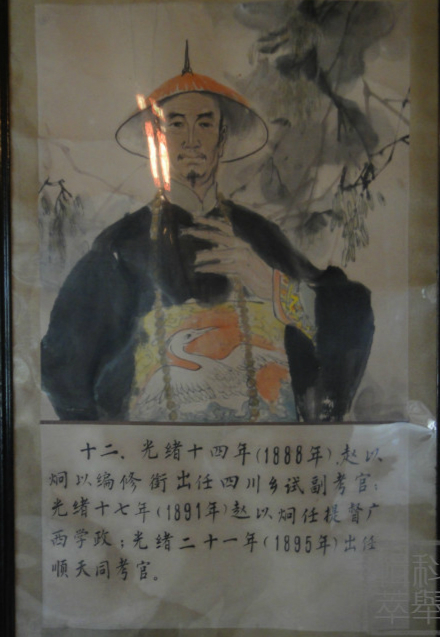 十二、光绪十四年(1888年)赵以
炯以编修衔出任四川乡试副考官;
光绪十七年(1891年)赵以炯任提督广
西学政;光绪二十一年(1895年)出任
順天同考官。
科
舉
萃